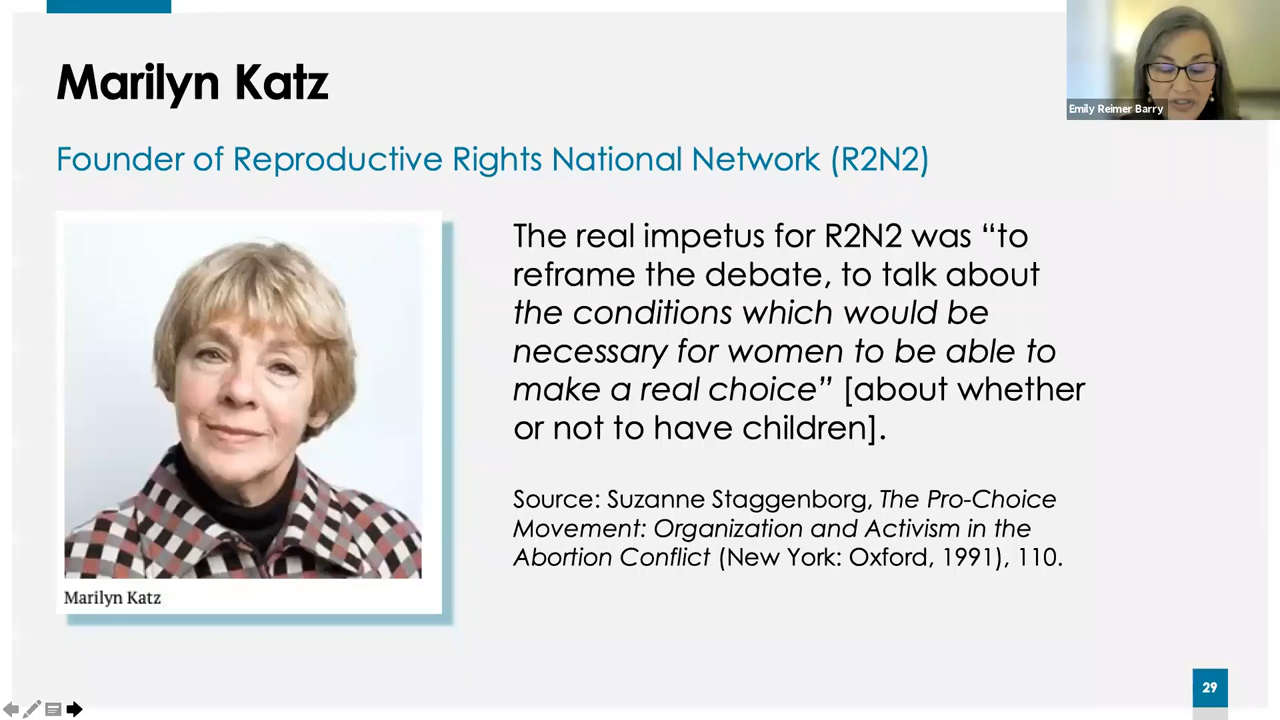 Marilyn Katz
Emily Reimer Barry
Founder of Reproductive Rights National Network (R2N2)
The real impetus for R2N2 was “to
reframe the debate, to talk about
the conditions which would be
necessary for women to be able to
make a real choice” [about whether
or not to have children].
Source: Suzanne Staggenborg, The Pro-Choice
Movement: Organization and Activism in the
Abortion Conflict (New York: Oxford, 1991), 110.
Marilyn Katz
29